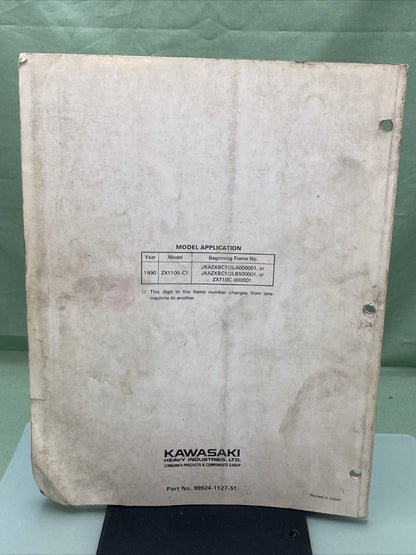 MODEL APPLICATION
Year Model Beginning Frame No.
JKAZXBC1□LA000001, or
1990 ZX1100-C1 JKAZXBC1□LB500001, or
ZXT10C-000001
□: This digit in the frame number changes from one
machine to another.
KAWASAKI
HEAVY INDUSTRIES, LTD.
CONSUMER PRODUCTS & COMPONENTS GROUP
Part No. 99924-1127-51
Printed in Japan